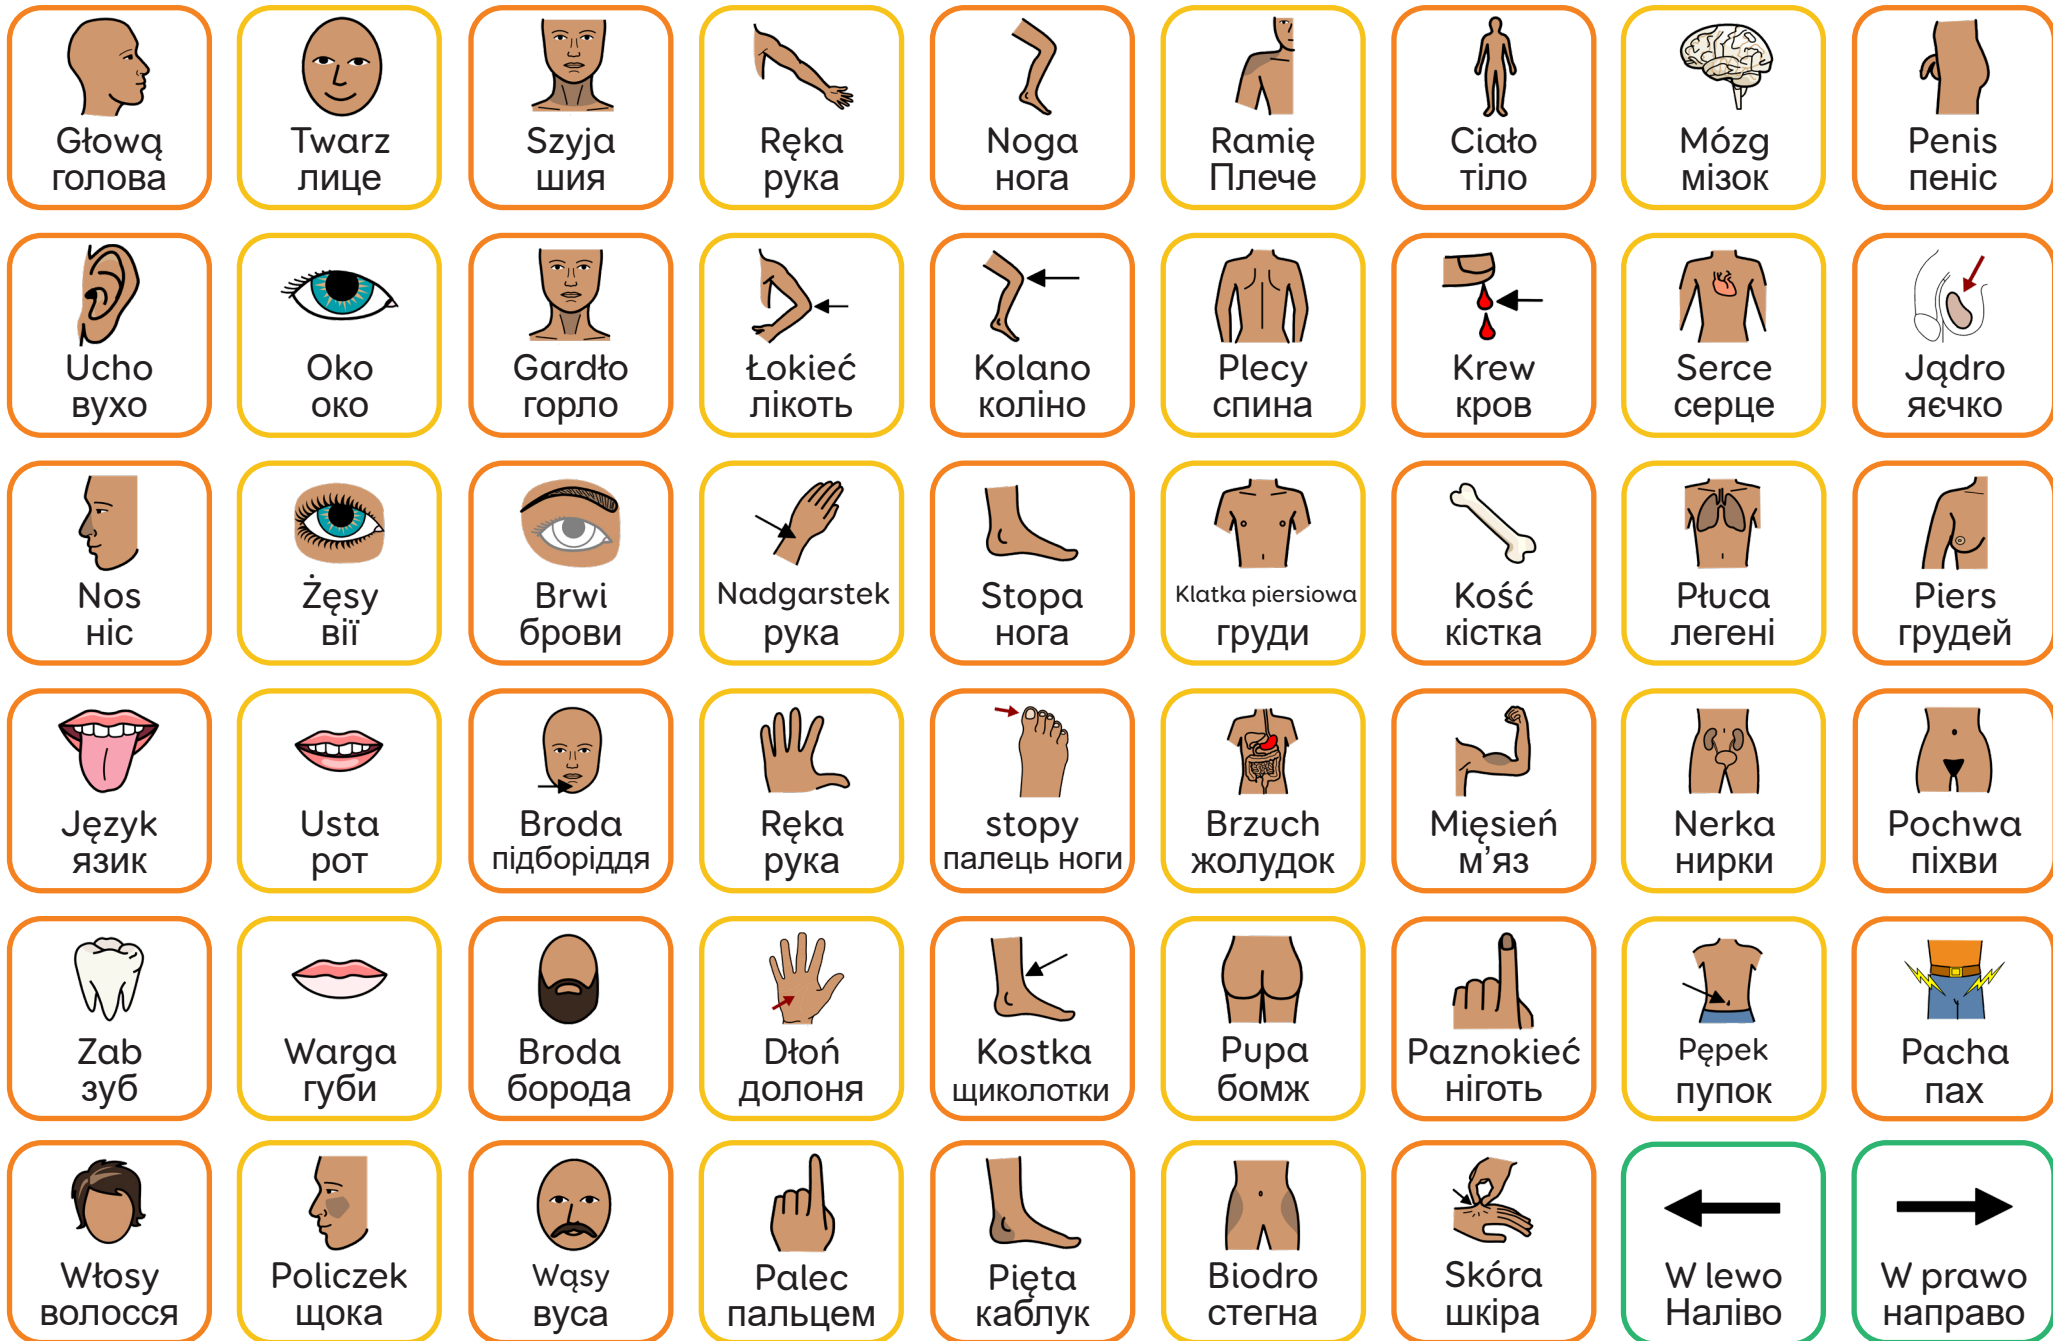 Głową
голова
Twarz
лице
Szyja
шия
Ręka
рука
Noga
нога
Ramię
Плече
Ciało
тіло
Mózg
мізок
Penis
пеніс
Ucho
вухо
Oko
око
Gardło
горло
Łokieć
лікоть
Kolano
коліно
Plecy
спина
Krew
кров
Serce
серце
Jądro
яєчко
Nos
ніс
Żęsy
вії
Brwi
брови
Nadgarstek
рука
Stopa
нога
Klatka piersiowa
груди
Kość
кістка
Płuca
легені
Piers
грудей
Język
язик
Usta
рот
Broda
підборіддя
Ręka
рука
stopy
палець ноги
Brzuch
жолудок
Mięsień
м’яз
Nerka
нирки
Pochwa
піхви
Zab
зуб
Warga
губи
Broda
борода
Dłoń
долоня
Kostka
щиколотки
Pupa
бомж
Paznokieć
ніготь
Pępek
пупок
Pacha
пах
Włosy
волосся
Policzek
щока
Wąsy
вуса
Palec
пальцем
Pięta
каблук
Biodro
стегна
Skóra
шкіра
W lewo
Наліво
W prawo
направо